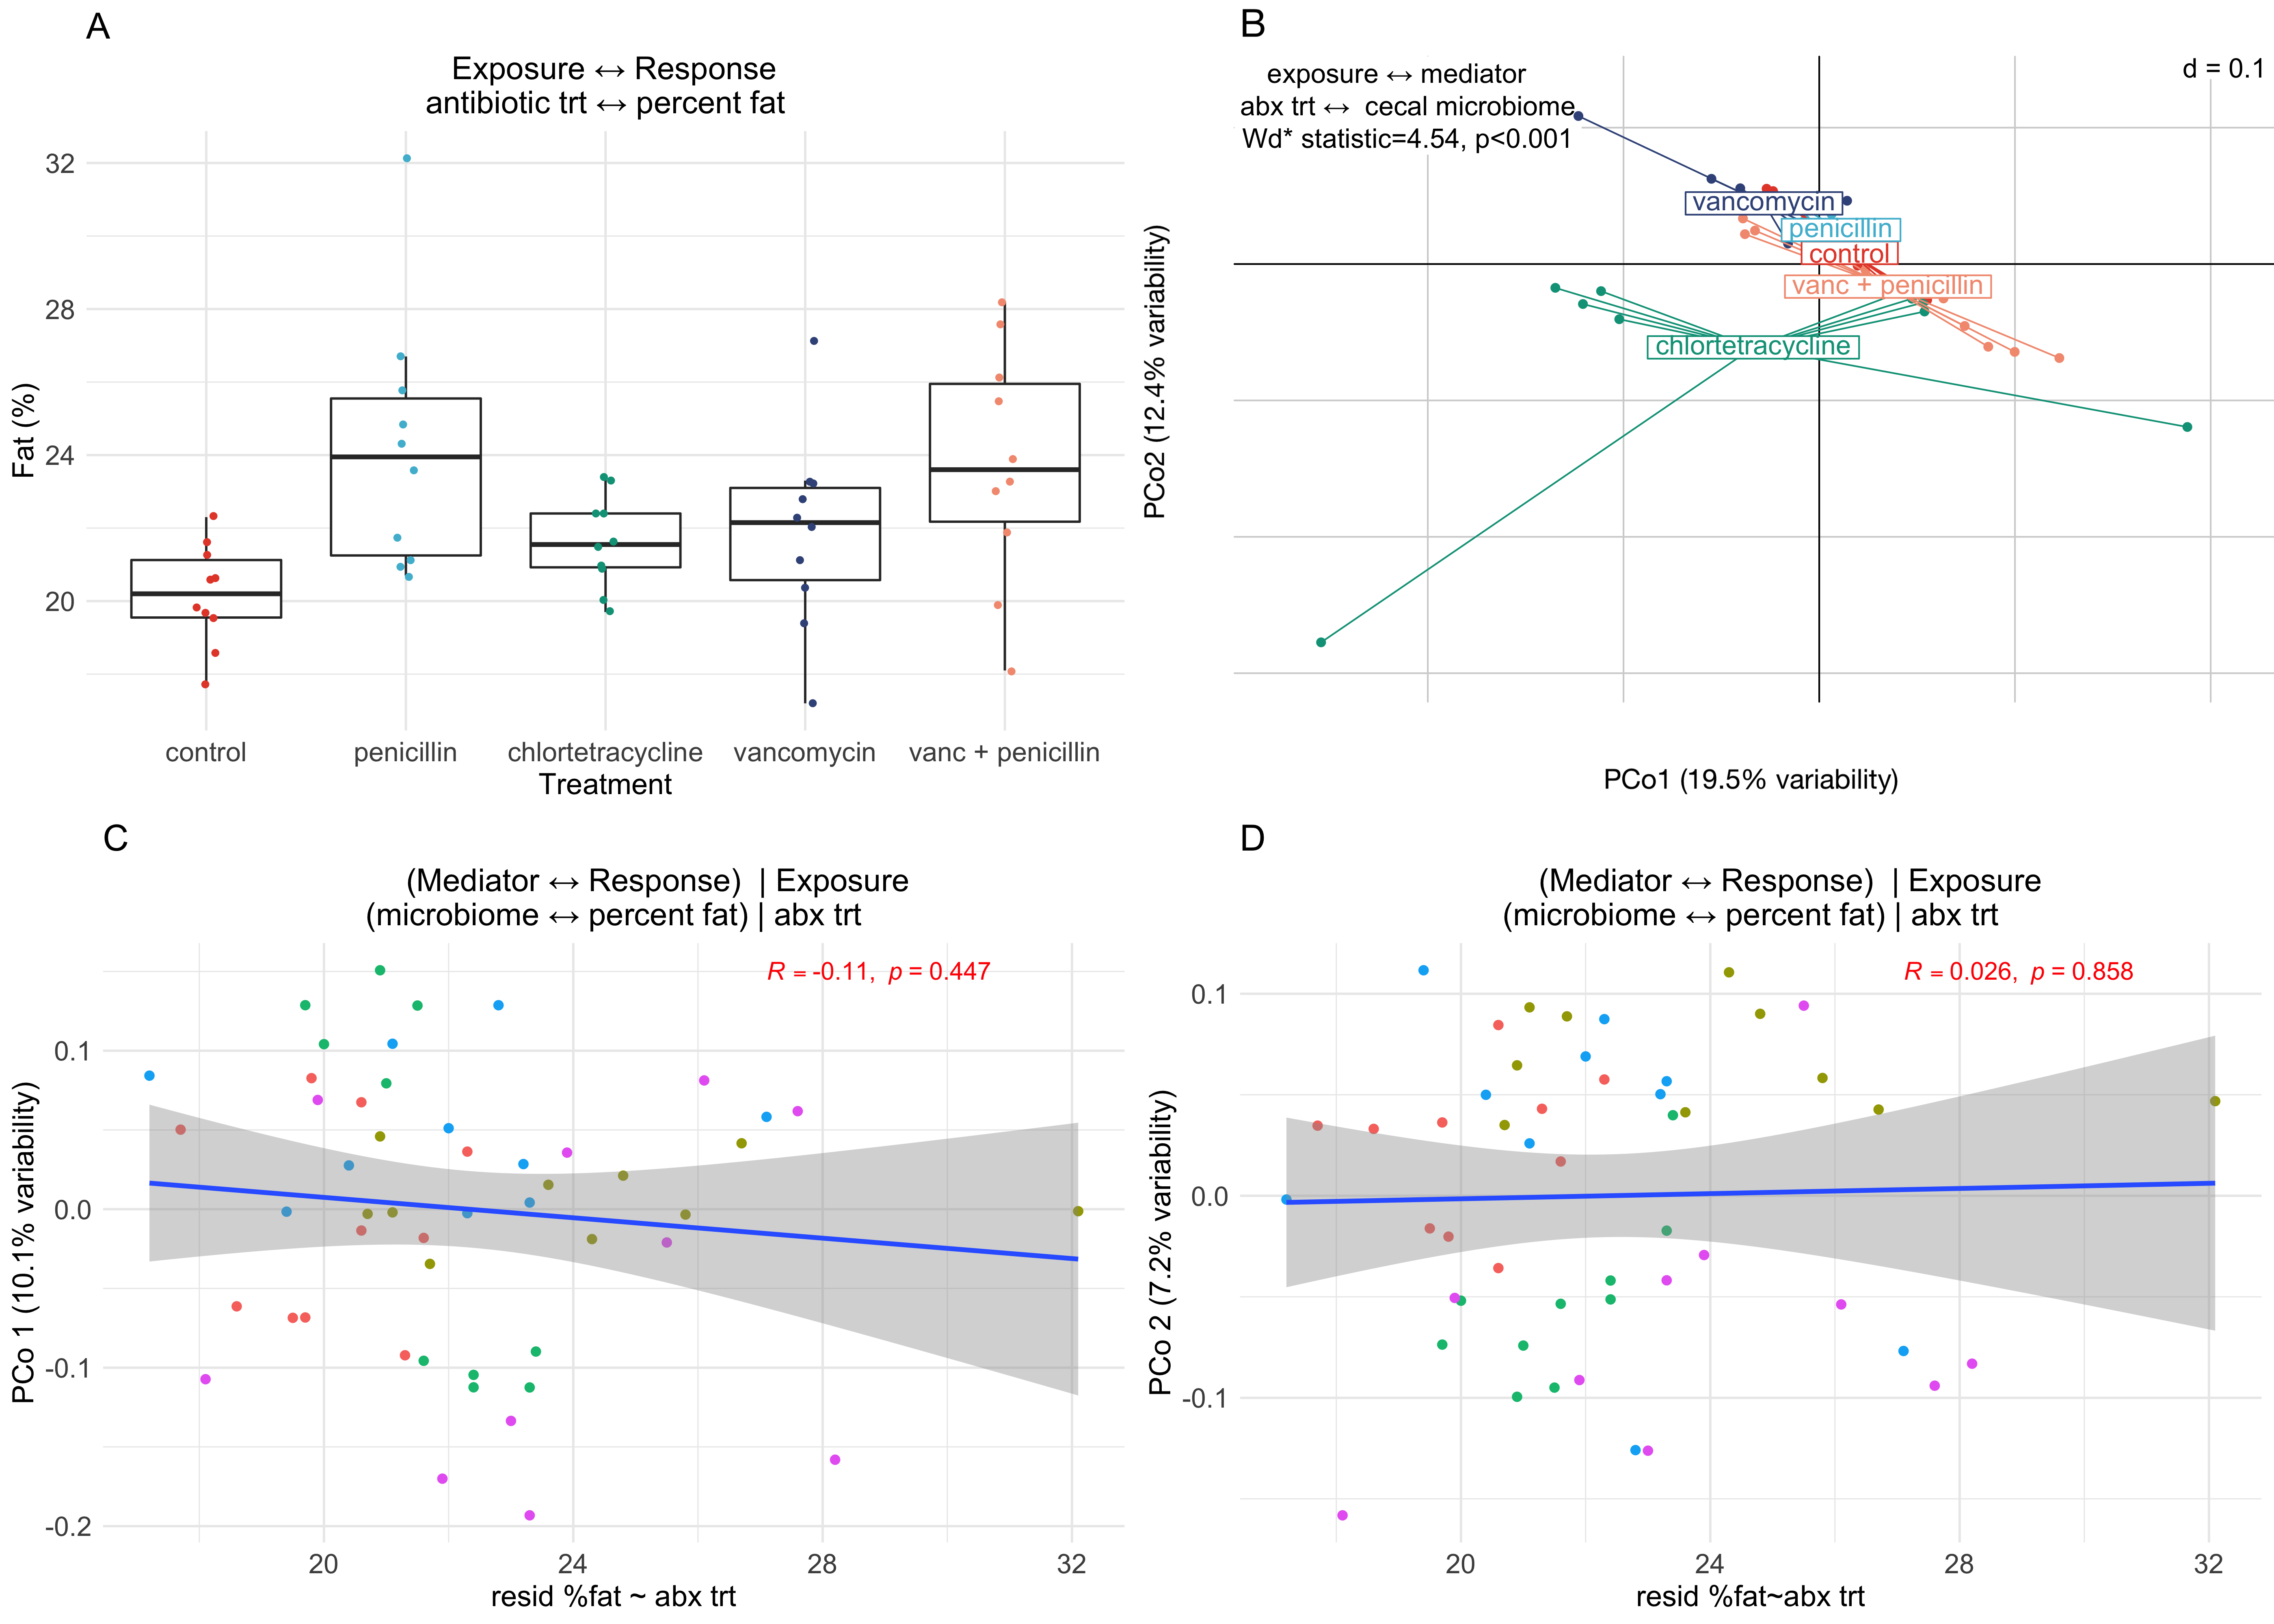 A
Exposure ↔ Response
antibiotic trt ↔ percent fat
Fat (%)
32
28
24
20
control
penicillin
chlortetracycline
vancomycin
vanc + penicillin
Treatment
B
exposure ↔ mediator
abx trt ↔ cecal microbiome
Wd* statistic=4.54, p<0.001
d = 0.1
vancomycin
penicillin
control
vanc + penicillin
chlortetracycline
PCo2 (12.4% variability)
PCo1 (19.5% variability)
C
(Mediator ↔ Response) | Exposure
(microbiome ↔ percent fat) | abx trt
R = -0.11, p = 0.447
PCo 1 (10.1% variability)
0.1
0.0
-0.1
-0.2
20
24
28
32
resid %fat ~ abx trt
D
(Mediator ↔ Response) | Exposure
(microbiome ↔ percent fat) | abx trt
R = 0.026, p = 0.858
PCo 2 (7.2% variability)
0.1
0.0
-0.1
20
24
28
32
resid %fat~abx trt